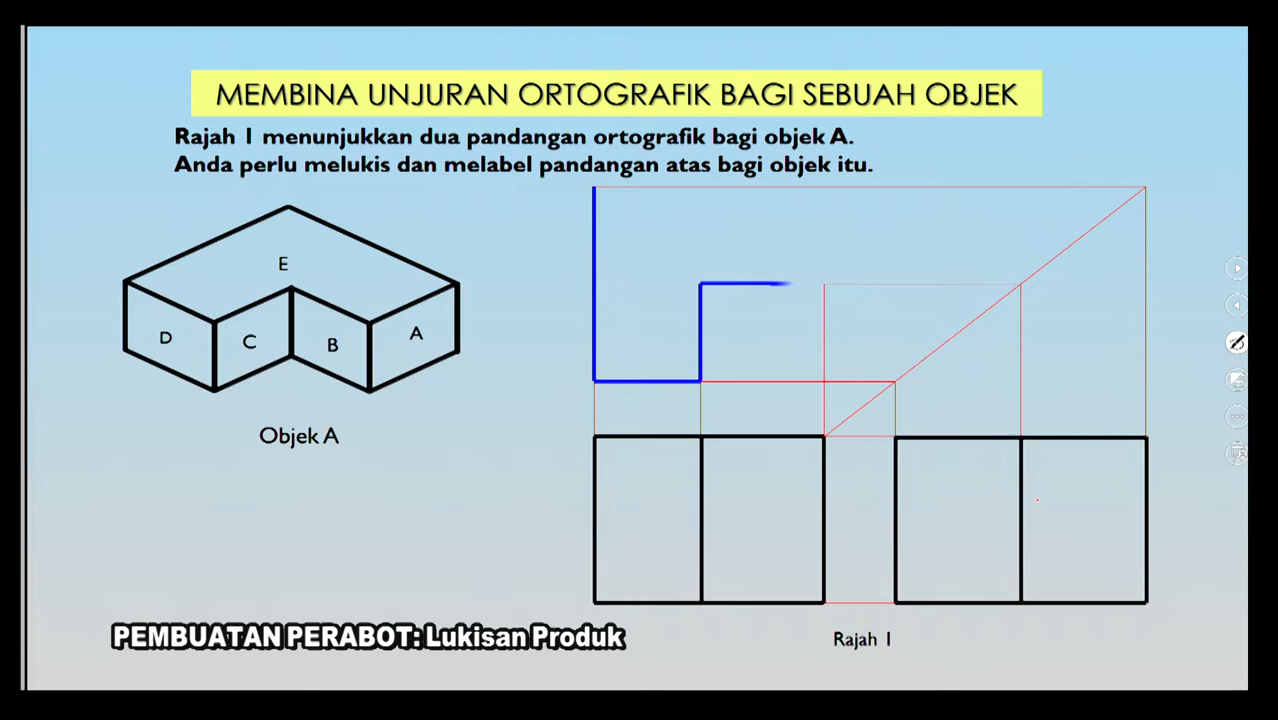 MEMBINA UNJURAN ORTOGRAFIK BAGI SEBUAH OBJEK
Rajah 1 menunjukkan dua pandangan ortografik bagi objek A.
Anda perlu melukis dan melabel pandangan atas bagi objek itu.
E
D
C
B
A
Objek A
PEMBUATAN PERABOT: Lukisan Produk
Rajah 1